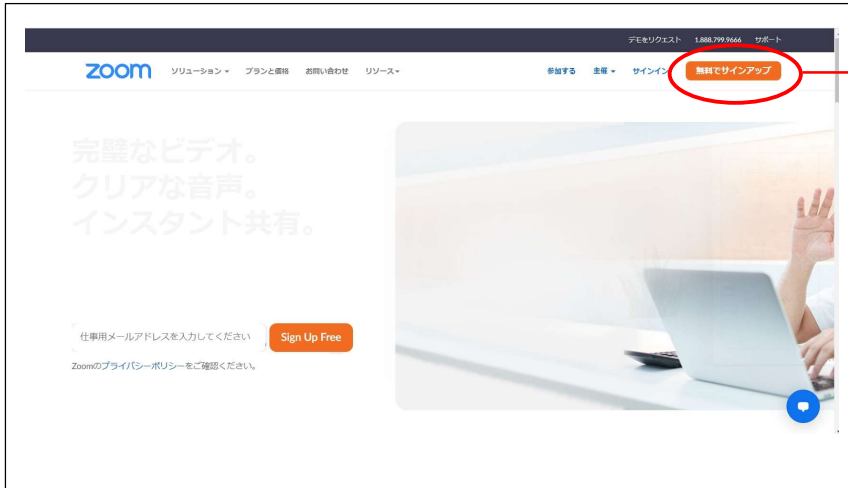 デモをリクエスト 1.888.799.9666 サポート
zoom ソリューション プランと価格 お問い合わせ リソース 参加する 主催 サインイン 無料でサインアップ
完璧なビデオ。
クリアな音声。
インスタント共有。
仕事用メールアドレスを入力してください Sign Up Free
Zoomのプライバシーポリシーをご確認ください。